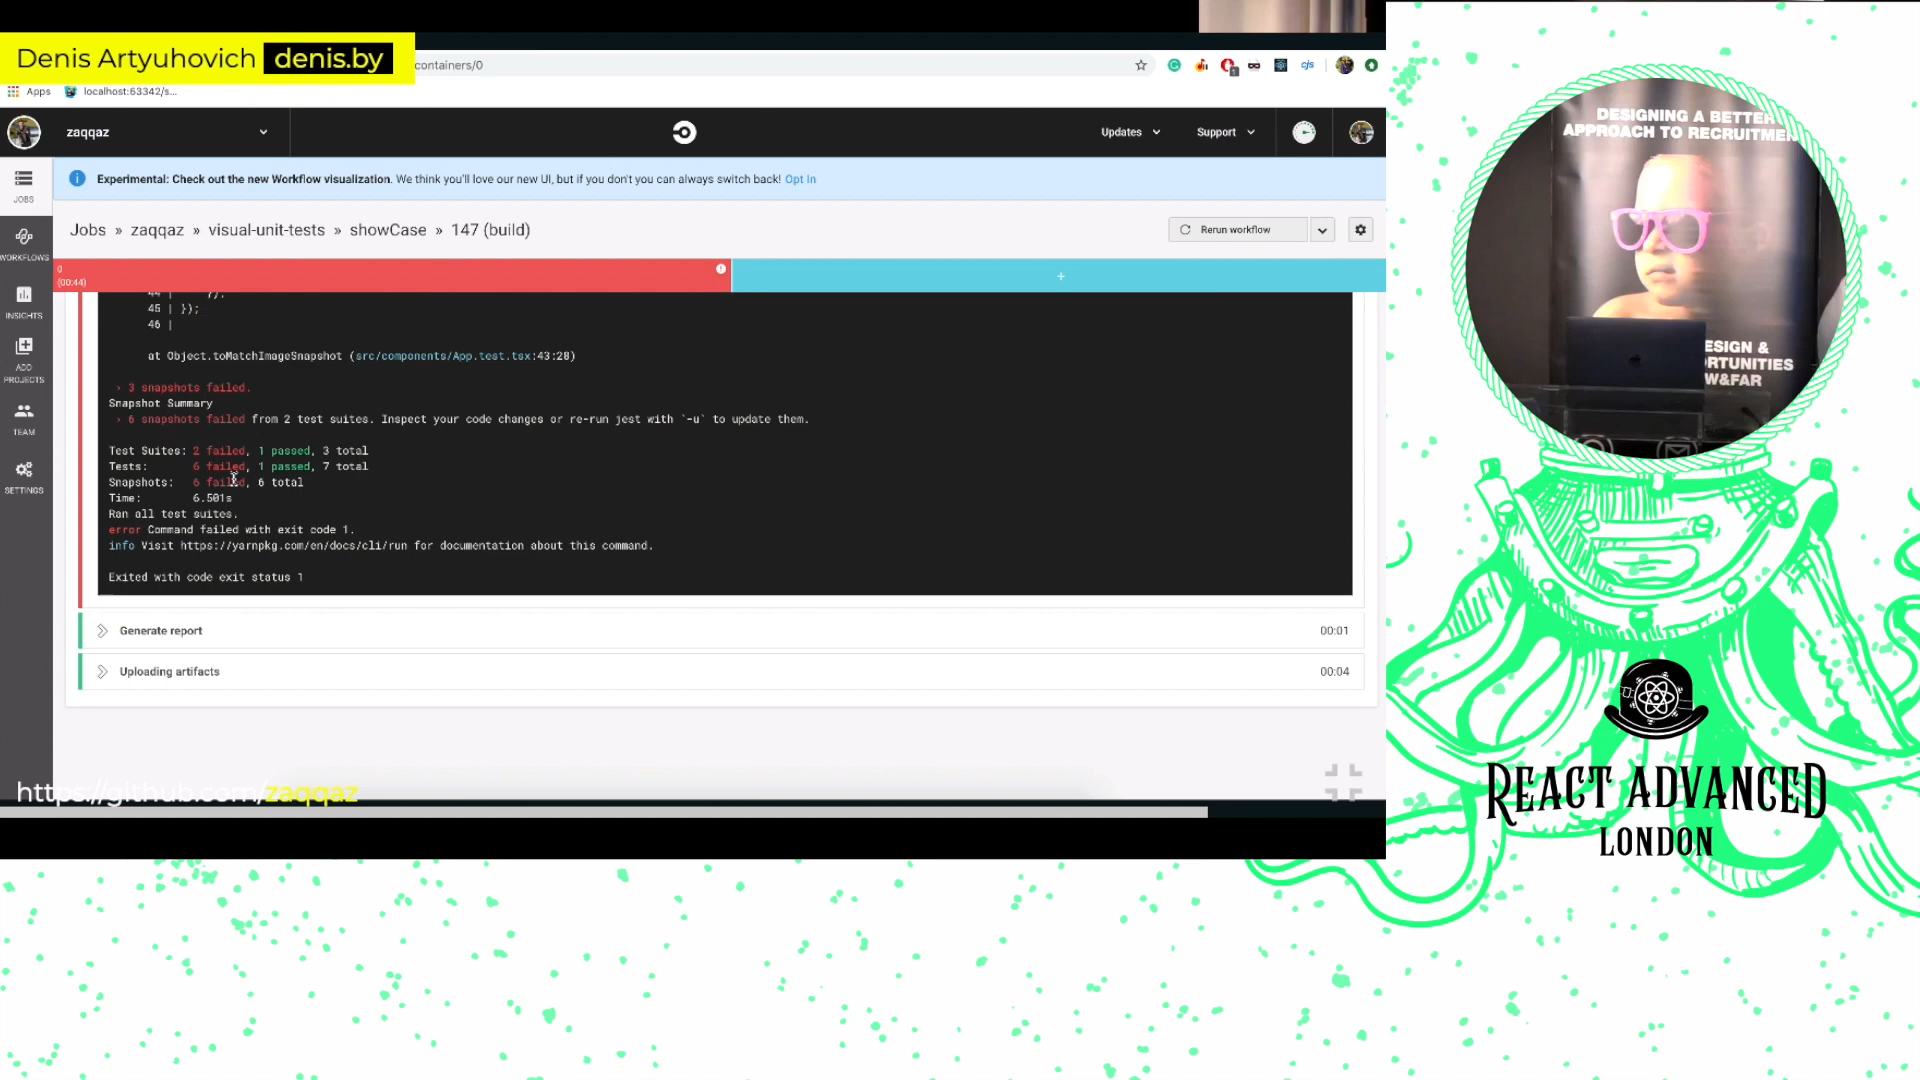 Denis Artyuhovich denis.by
containers/0
Apps
localhost:63342/s...
zaqqaz
Updates
Support
JOBS
WORKFLOWS
INSIGHTS
ADD PROJECTS
TEAM
SETTINGS
Experimental: Check out the new Workflow visualization. We think you'll love our new UI, but if you don't you can always switch back! Opt In
Jobs » zaqqaz » visual-unit-tests » showCase » 147 (build)
Rerun workflow
0
(00:44)
+
44 | });
45 | });
46 |
at Object.toMatchImageSnapshot (src/components/App.test.tsx:43:28)
› 3 snapshots failed.
Snapshot Summary
› 6 snapshots failed from 2 test suites. Inspect your code changes or re-run jest with `-u` to update them.
Test Suites: 2 failed, 1 passed, 3 total
Tests: 6 failed, 1 passed, 7 total
Snapshots: 6 failed, 6 total
Time: 6.501s
Ran all test suites.
error Command failed with exit code 1.
info Visit https://yarnpkg.com/en/docs/cli/run for documentation about this command.
Exited with code exit status 1
Generate report 00:01
Uploading artifacts 00:04
https://github.com/zaqqaz
DESIGNING A BETTER
APPROACH TO RECRUITMEN
ESIGN &
RTUNITIES
W&FAR
REACT ADVANCED
LONDON